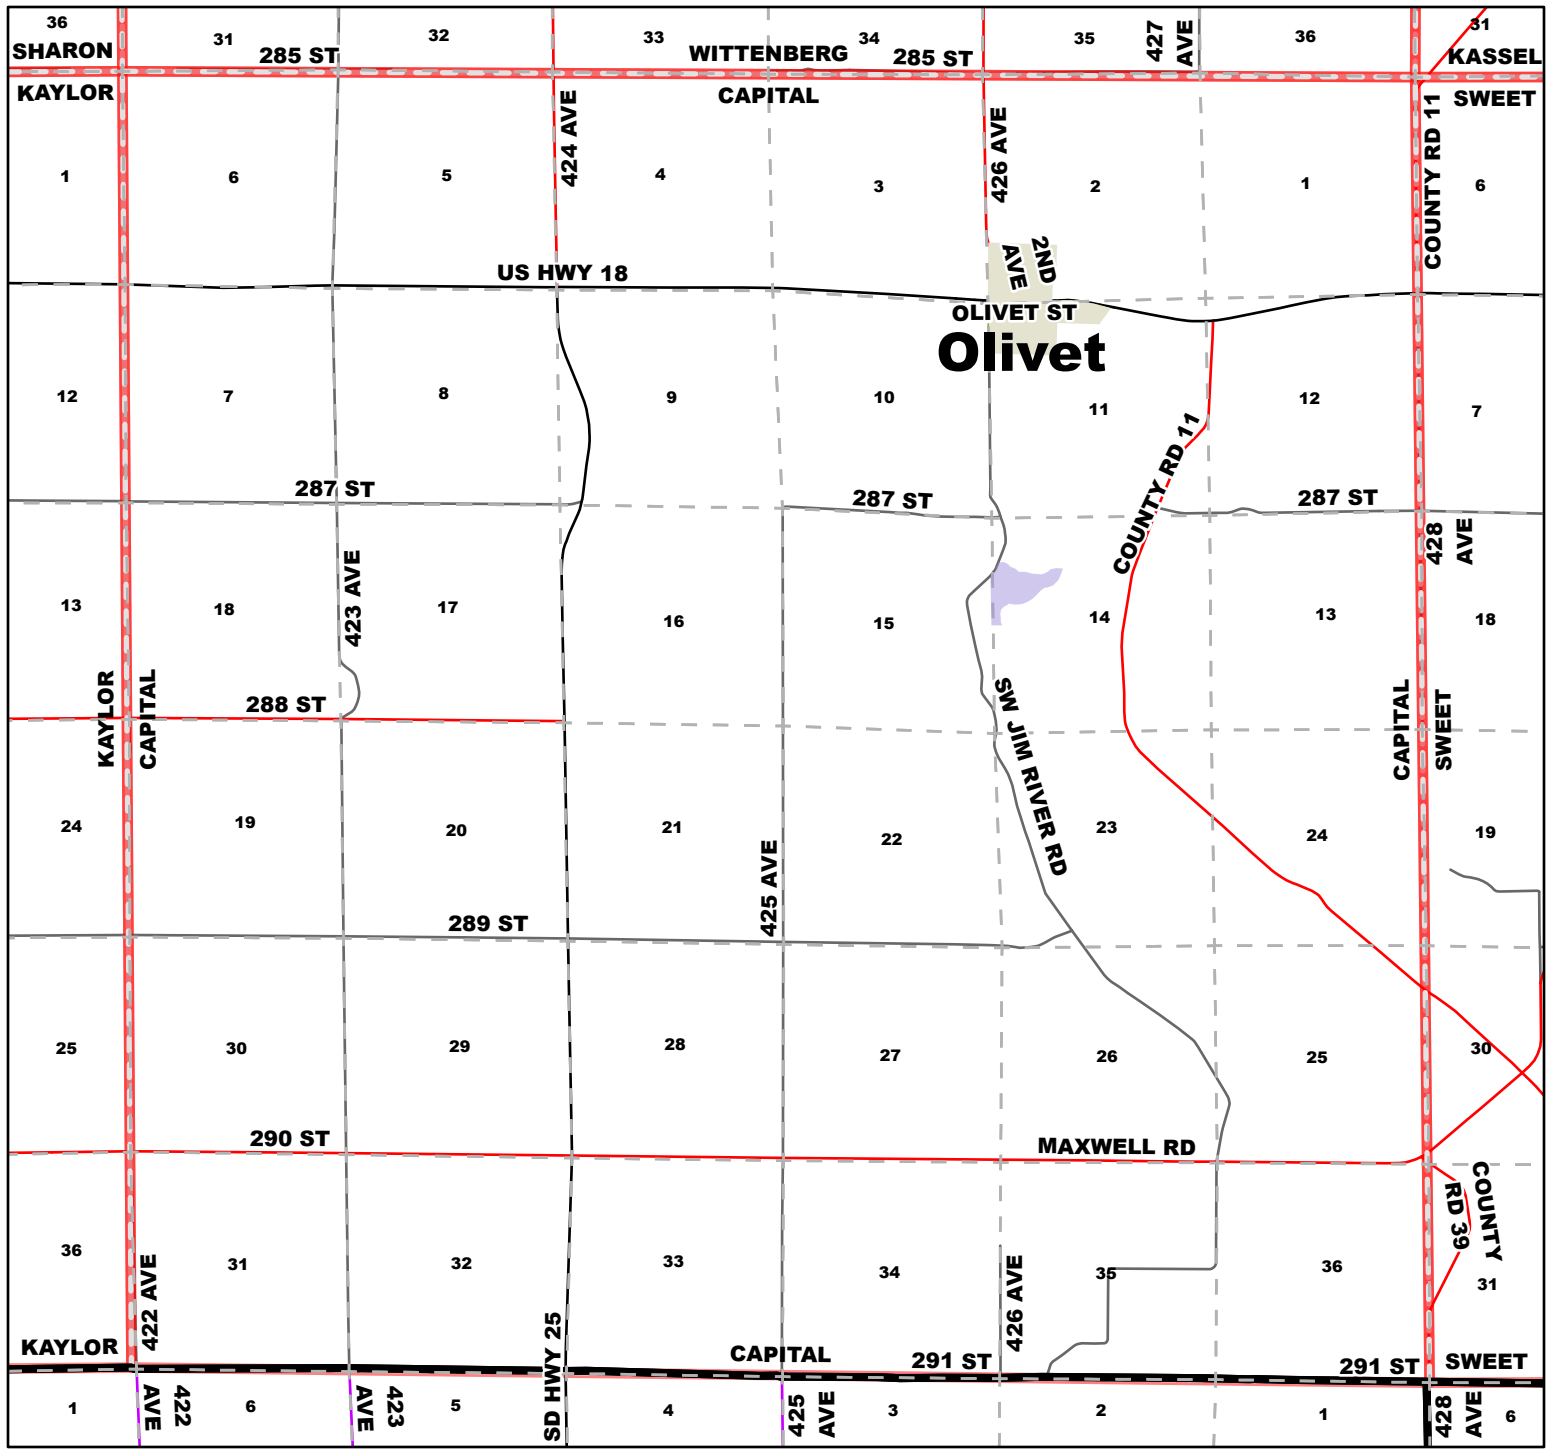 36
31
32
33
34
35
427 AVE
36
31
SHARON
285 ST
WITTENBERG
285 ST
KASSEL
KAYLOR
CAPITAL
SWEET
424 AVE
426 AVE
COUNTY RD 11
1
6
5
4
3
2
1
6
2ND AVE
US HWY 18
OLIVET ST
Olivet
12
7
8
9
10
11
12
7
COUNTY RD 11
287 ST
287 ST
287 ST
428 AVE
423 AVE
13
18
17
16
15
14
13
18
KAYLOR
CAPITAL
288 ST
SW JIM RIVER RD
CAPITAL
SWEET
24
19
20
21
22
23
24
19
425 AVE
289 ST
25
30
29
28
27
26
25
30
290 ST
MAXWELL RD
COUNTY RD 39
36
31
32
33
34
35
36
31
422 AVE
SD HWY 25
426 AVE
KAYLOR
CAPITAL
291 ST
291 ST
SWEET
1
422 AVE
6
423 AVE
5
4
425 AVE
3
2
1
428 AVE
6